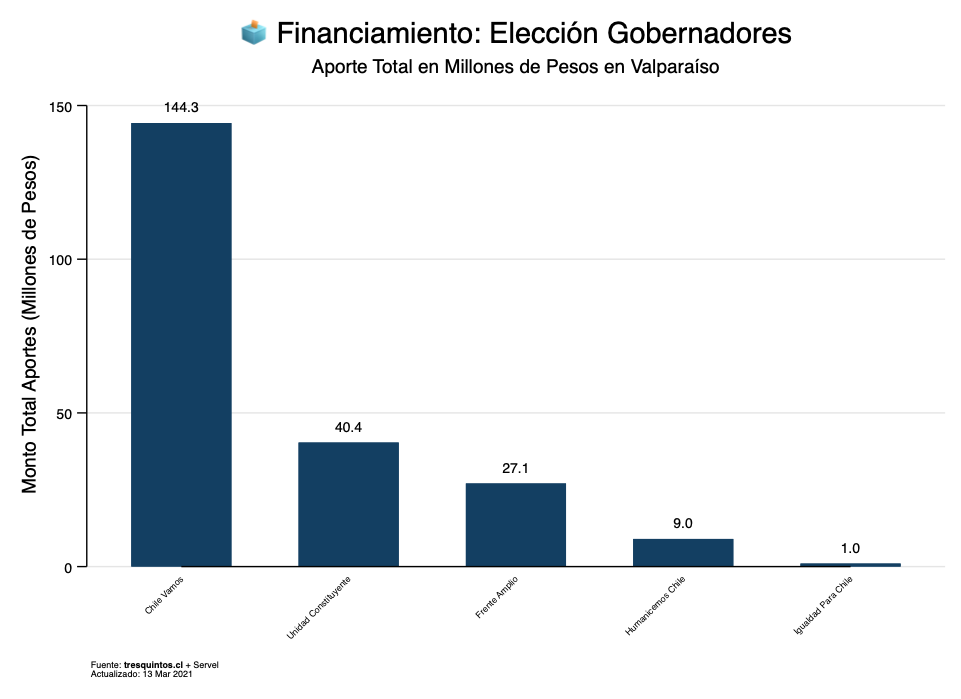 Financiamiento: Elección Gobernadores
Aporte Total en Millones de Pesos en Valparaíso
Monto Total Aportes (Millones de Pesos)
150
100
50
0
144.3
40.4
27.1
9.0
1.0
Chile Vamos
Unidad Constituyente
Frente Amplio
Humanicemos Chile
Igualdad Para Chile
Fuente: tresquintos.cl + Servel
Actualizado: 13 Mar 2021